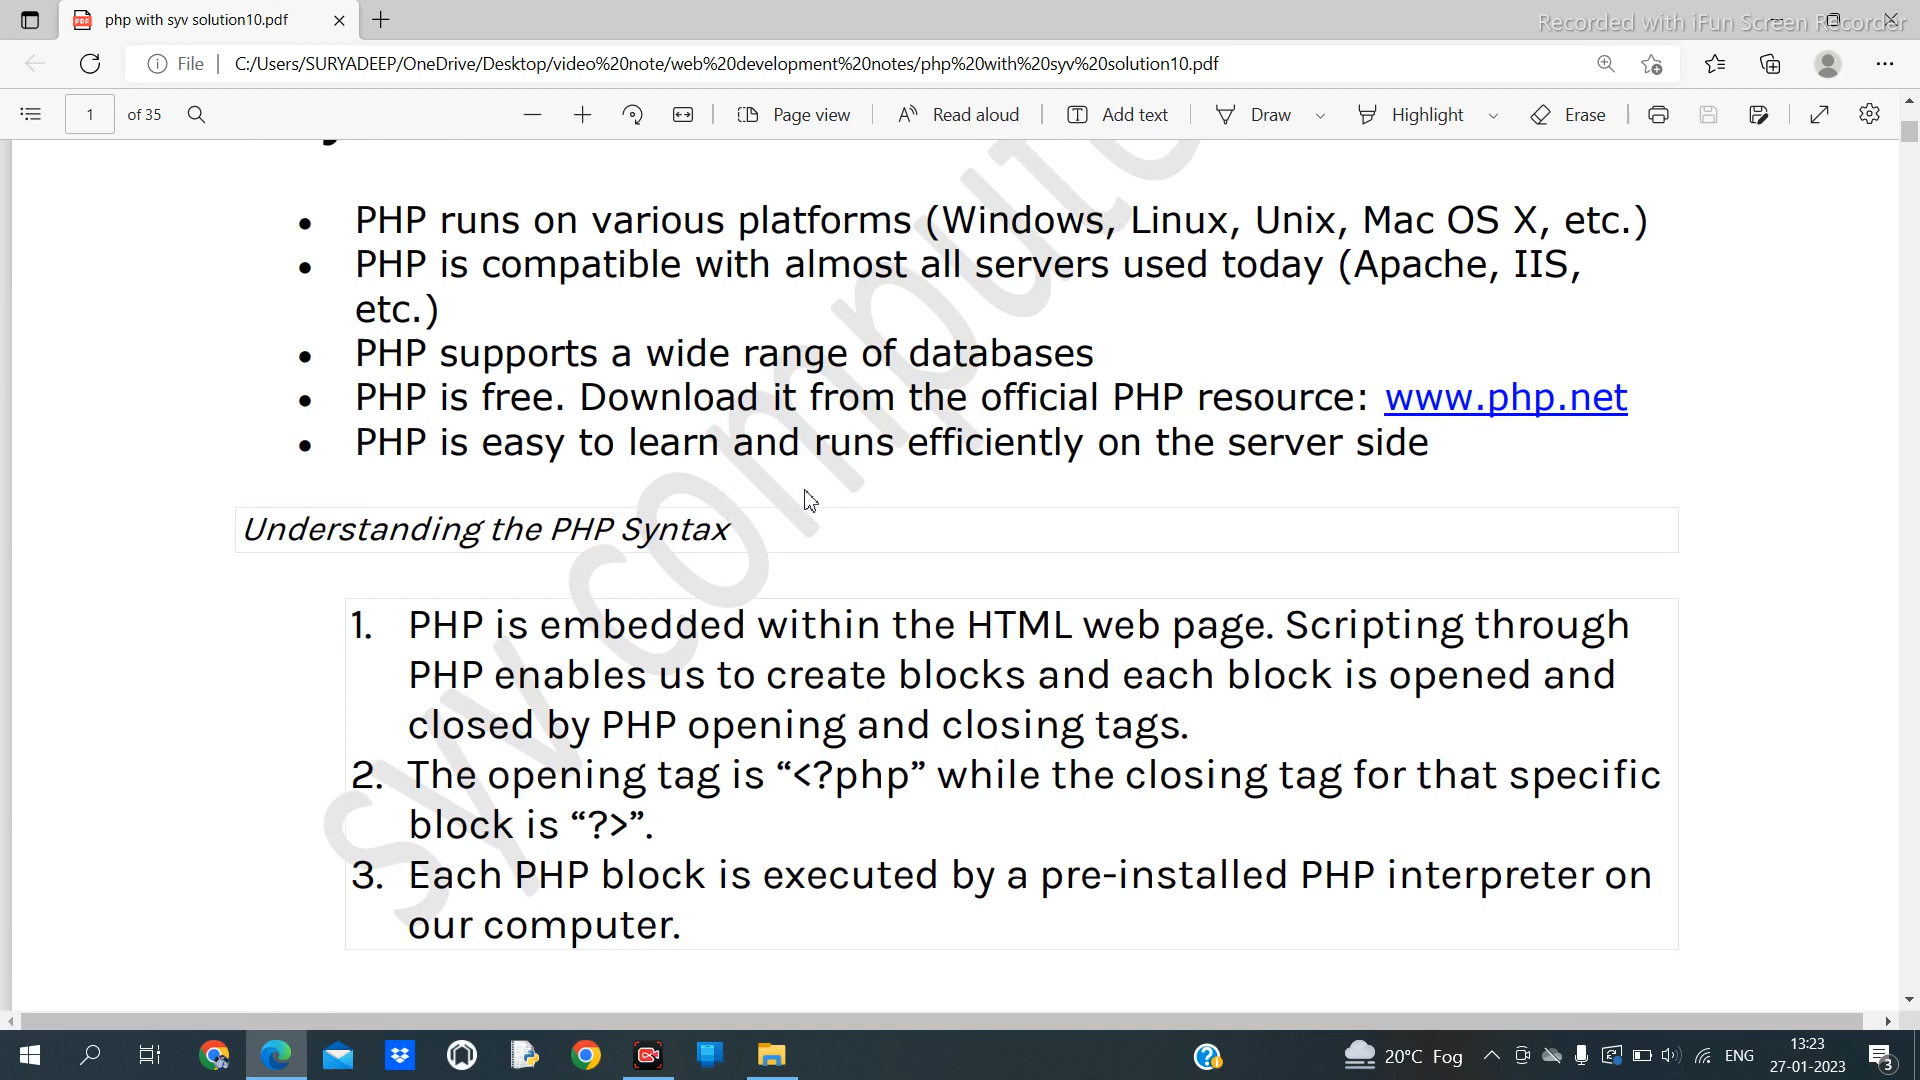 php with syv solution10.pdf
Recorded with iFun Screen Recorder
File
C:/Users/SURYADEEP/OneDrive/Desktop/video%20note/web%20development%20notes/php%20with%20syv%20solution10.pdf
1 of 35
Page view
Read aloud
Add text
Draw
Highlight
Erase
• PHP runs on various platforms (Windows, Linux, Unix, Mac OS X, etc.)
• PHP is compatible with almost all servers used today (Apache, IIS,
etc.)
• PHP supports a wide range of databases
• PHP is free. Download it from the official PHP resource: www.php.net
• PHP is easy to learn and runs efficiently on the server side
Understanding the PHP Syntax
1. PHP is embedded within the HTML web page. Scripting through
PHP enables us to create blocks and each block is opened and
closed by PHP opening and closing tags.
2. The opening tag is “<?php” while the closing tag for that specific
block is “?>”.
3. Each PHP block is executed by a pre-installed PHP interpreter on
our computer.
syv compute
20°C Fog
ENG
13:23
27-01-2023
3